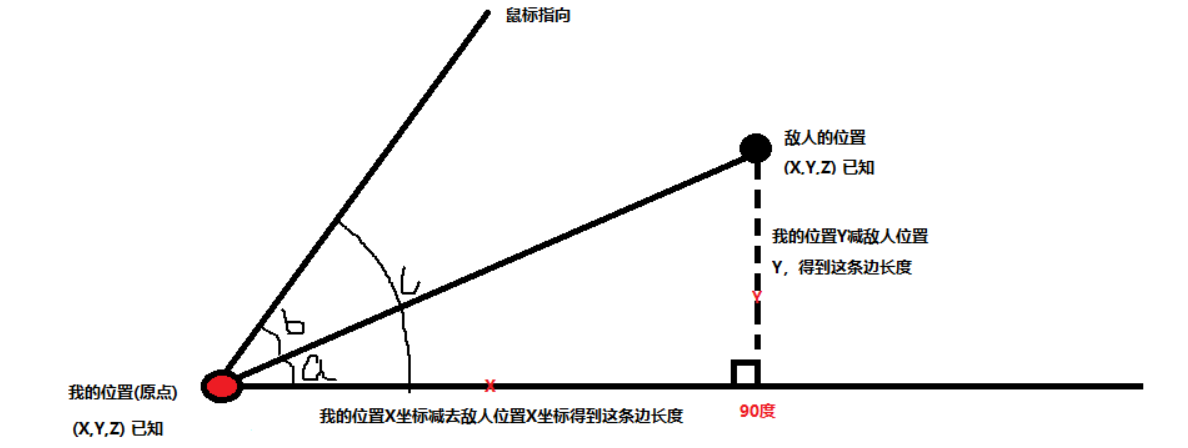 鼠标指向
敌人的位置
(X,Y,Z) 已知
我的位置Y减敌人位置
Y，得到这条边长度
Y
L
b
a
X
我的位置(原点)
(X,Y,Z) 已知
我的位置X坐标减去敌人位置X坐标得到这条边长度
90度